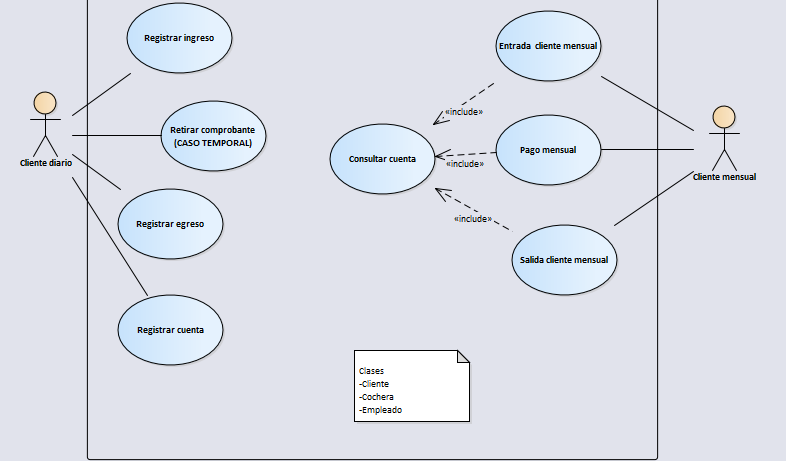 Registrar ingreso
Entrada cliente mensual
«include»
Retirar comprobante
(CASO TEMPORAL)
Cliente diario
Consultar cuenta
Pago mensual
«include»
Cliente mensual
Registrar egreso
«include»
Salida cliente mensual
Registrar cuenta
Clases
-Cliente
-Cochera
-Empleado